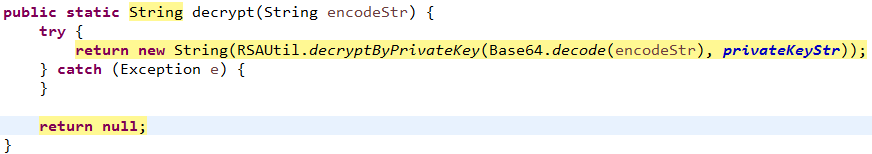 public static String decrypt(String encodeStr) {
    try {
        return new String(RSAUtil.decryptByPrivateKey(Base64.decode(encodeStr), privateKeyStr));
    } catch (Exception e) {
    }
    return null;
}